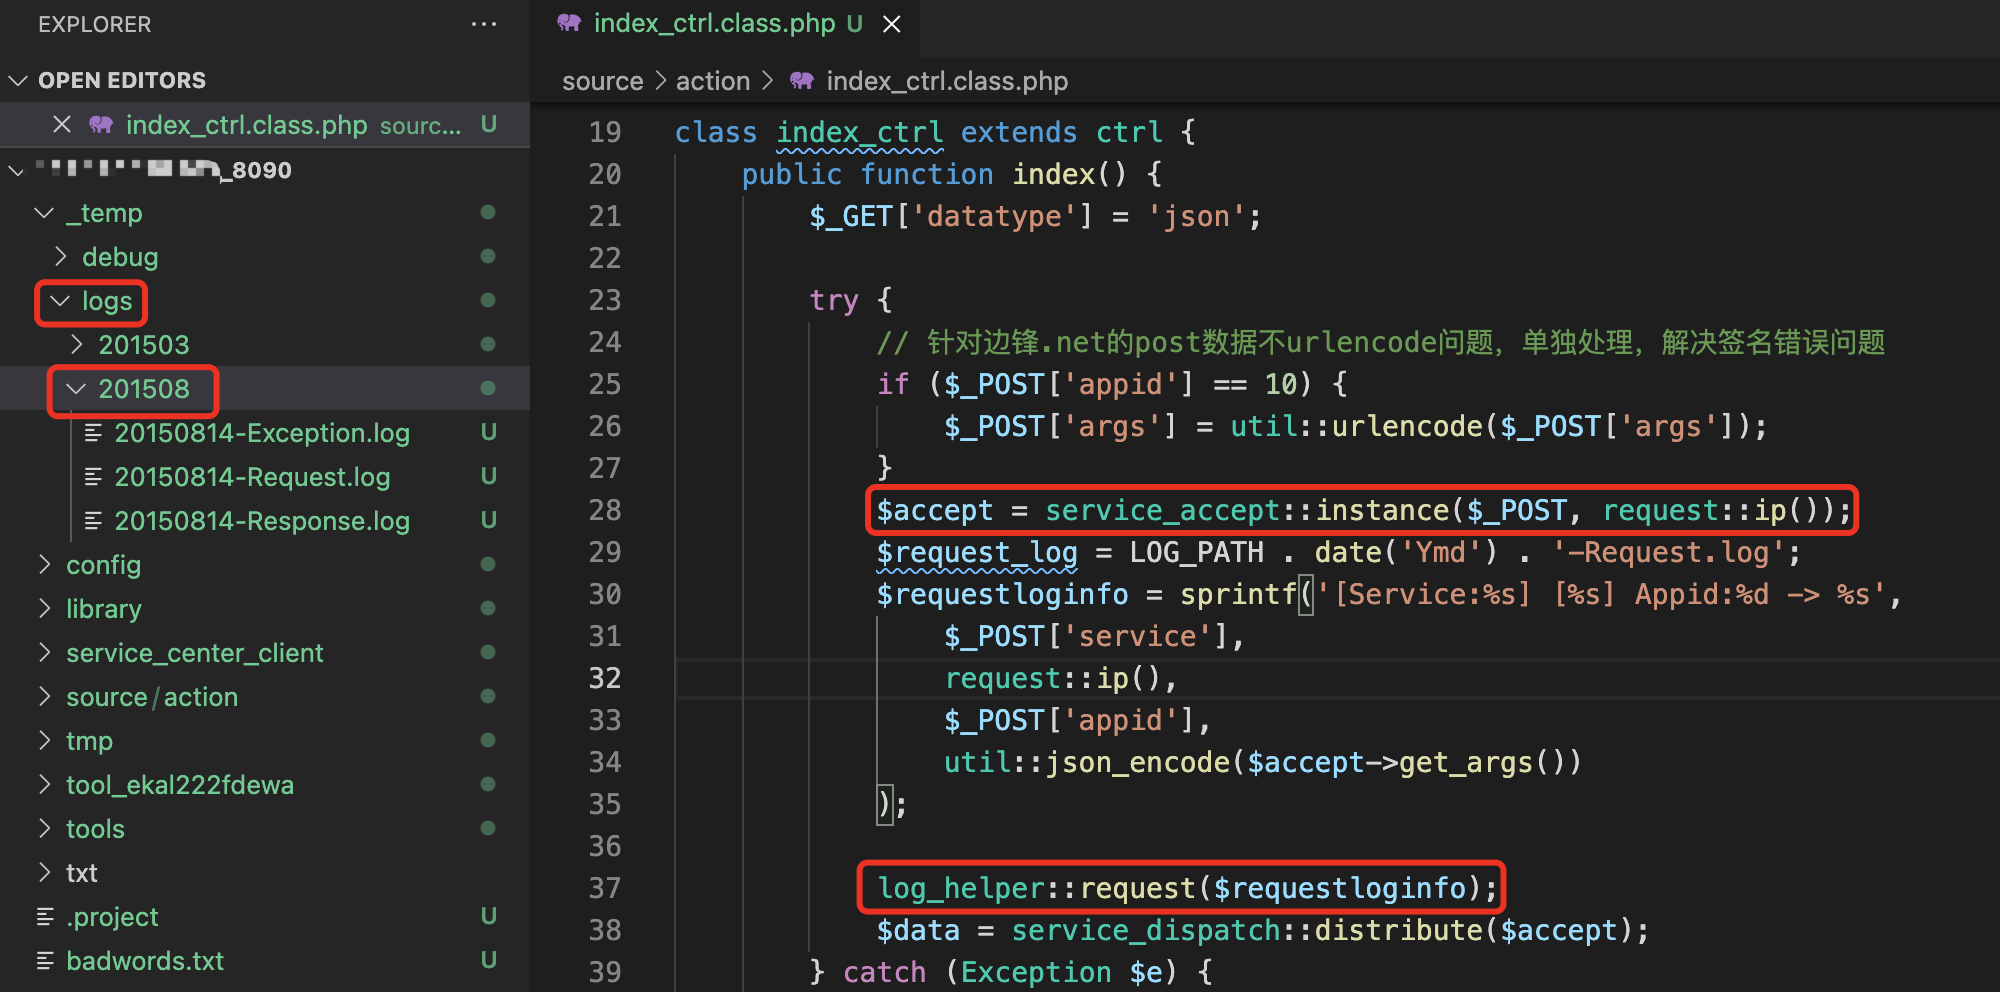 EXPLORER
OPEN EDITORS
index_ctrl.class.php sourc... U
_8090
_temp
debug
logs
201503
201508
20150814-Exception.log U
20150814-Request.log U
20150814-Response.log U
config
library
service_center_client
source/action
tmp
tool_ekal222fdewa
tools
txt
.project U
badwords.txt U
index_ctrl.class.php U
source > action > index_ctrl.class.php
19 class index_ctrl extends ctrl {
20 public function index() {
21 $_GET['datatype'] = 'json';
22
23 try {
24 // 针对边锋.net的post数据不urlencode问题，单独处理，解决签名错误问题
25 if ($_POST['appid'] == 10) {
26 $_POST['args'] = util::urlencode($_POST['args']);
27 }
28 $accept = service_accept::instance($_POST, request::ip());
29 $request_log = LOG_PATH . date('Ymd') . '-Request.log';
30 $requestloginfo = sprintf('[Service:%s] [%s] Appid:%d -> %s',
31 $_POST['service'],
32 request::ip(),
33 $_POST['appid'],
34 util::json_encode($accept->get_args())
35 );
36
37 log_helper::request($requestloginfo);
38 $data = service_dispatch::distribute($accept);
39 } catch (Exception $e) {